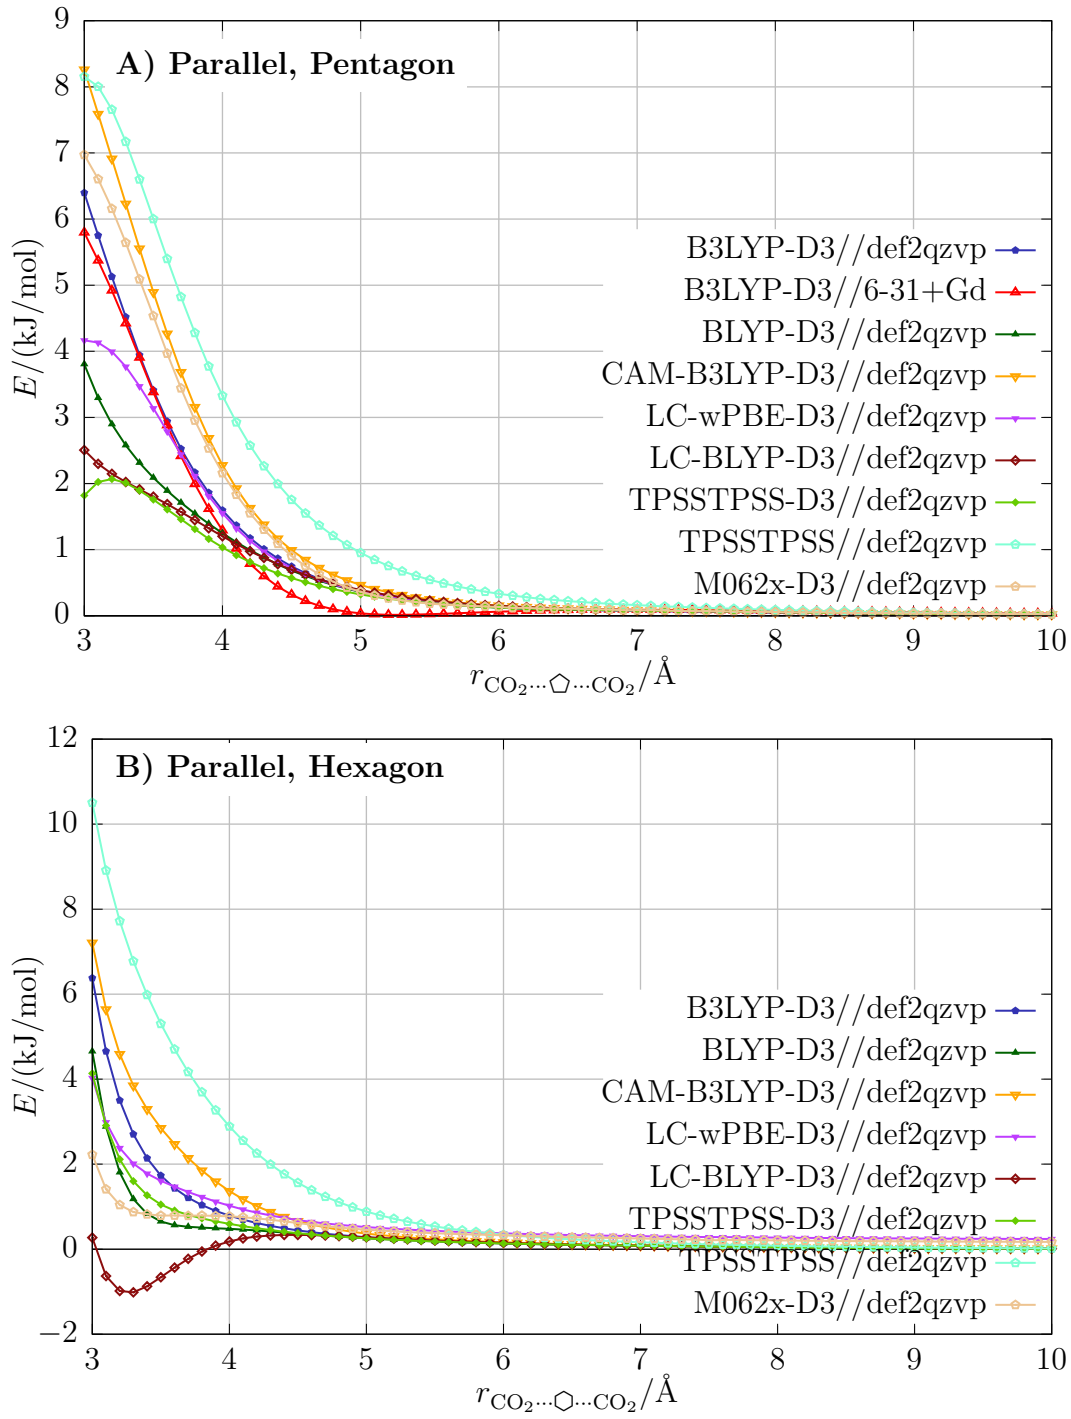 A) Parallel, Pentagon
E/(kJ/mol)
9
8
7
6
5
4
3
2
1
0
B3LYP-D3//def2qzvp
B3LYP-D3//6-31+Gd
BLYP-D3//def2qzvp
CAM-B3LYP-D3//def2qzvp
LC-wPBE-D3//def2qzvp
LC-BLYP-D3//def2qzvp
TPSSTPSS-D3//def2qzvp
TPSSTPSS//def2qzvp
M062x-D3//def2qzvp
3 4 5 6 7 8 9 10
r CO₂···⬠···CO₂/Å
B) Parallel, Hexagon
E/(kJ/mol)
12
10
8
6
4
2
0
−2
B3LYP-D3//def2qzvp
BLYP-D3//def2qzvp
CAM-B3LYP-D3//def2qzvp
LC-wPBE-D3//def2qzvp
LC-BLYP-D3//def2qzvp
TPSSTPSS-D3//def2qzvp
TPSSTPSS//def2qzvp
M062x-D3//def2qzvp
3 4 5 6 7 8 9 10
r CO₂···⬡···CO₂/Å